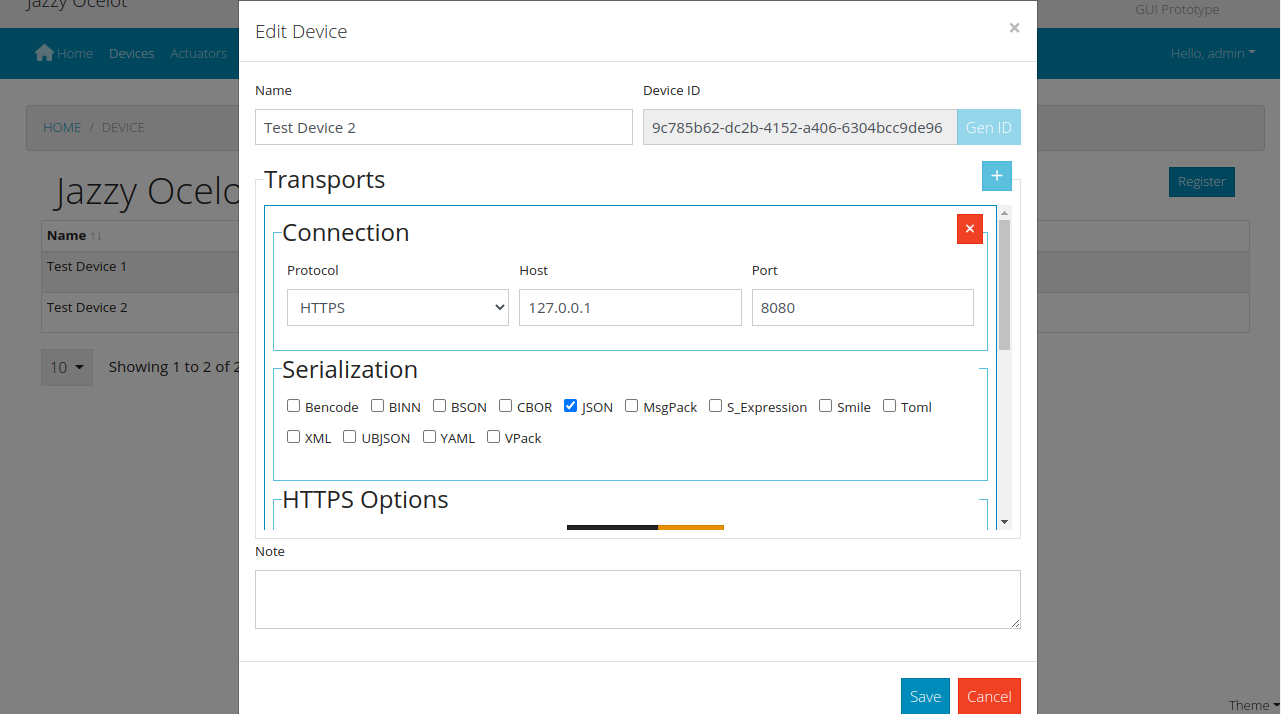 Jazzy Ocelot
GUI Prototype
Edit Device
×
Home Devices Actuators
Hello, admin
Name
Device ID
Test Device 2
9c785b62-dc2b-4152-a406-6304bcc9de96 Gen ID
HOME / DEVICE
Transports
+
Jazzy Ocelo
Register
Connection
×
Name ↑↓
Test Device 1
Test Device 2
Protocol
Host
Port
HTTPS
127.0.0.1
8080
10
Showing 1 to 2 of 2
Serialization
Bencode BINN BSON CBOR JSON MsgPack S_Expression Smile Toml
XML UBJSON YAML VPack
HTTPS Options
Note
Save Cancel
Theme